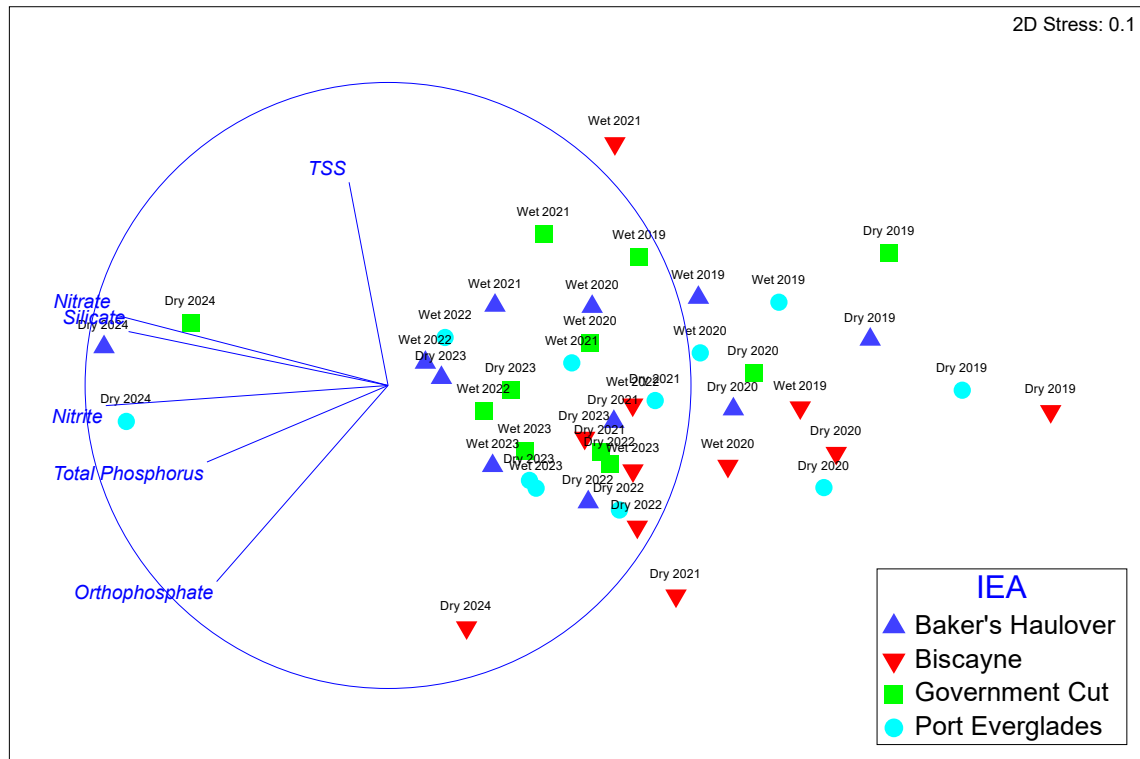 2D Stress: 0.1
Wet 2021
TSS
Wet 2021
Wet 2019
Dry 2019
Wet 2019
Wet 2019
Nitrate
Silicate
Dry 2024
Dry 2024
Wet 2021
Wet 2020
Dry 2019
Wet 2022
Wet 2020
Wet 2020
Wet 2022
Wet 2021
Dry 2023
Dry 2020
Dry 2019
Dry 2019
Dry 2023
Dry 2021
Wet 2022
Dry 2020
Wet 2019
Dry 2024
Wet 2022
Dry 2021
Nitrite
Dry 2023
Dry 2021
Wet 2023
Wet 2023
Dry 2022
Wet 2023
Wet 2020
Dry 2020
Dry 2023
Wet 2023
Total Phosphorus
Dry 2020
Dry 2022
Dry 2022
Dry 2022
Orthophosphate
Dry 2021
Dry 2024
IEA
Baker's Haulover
Biscayne
Government Cut
Port Everglades